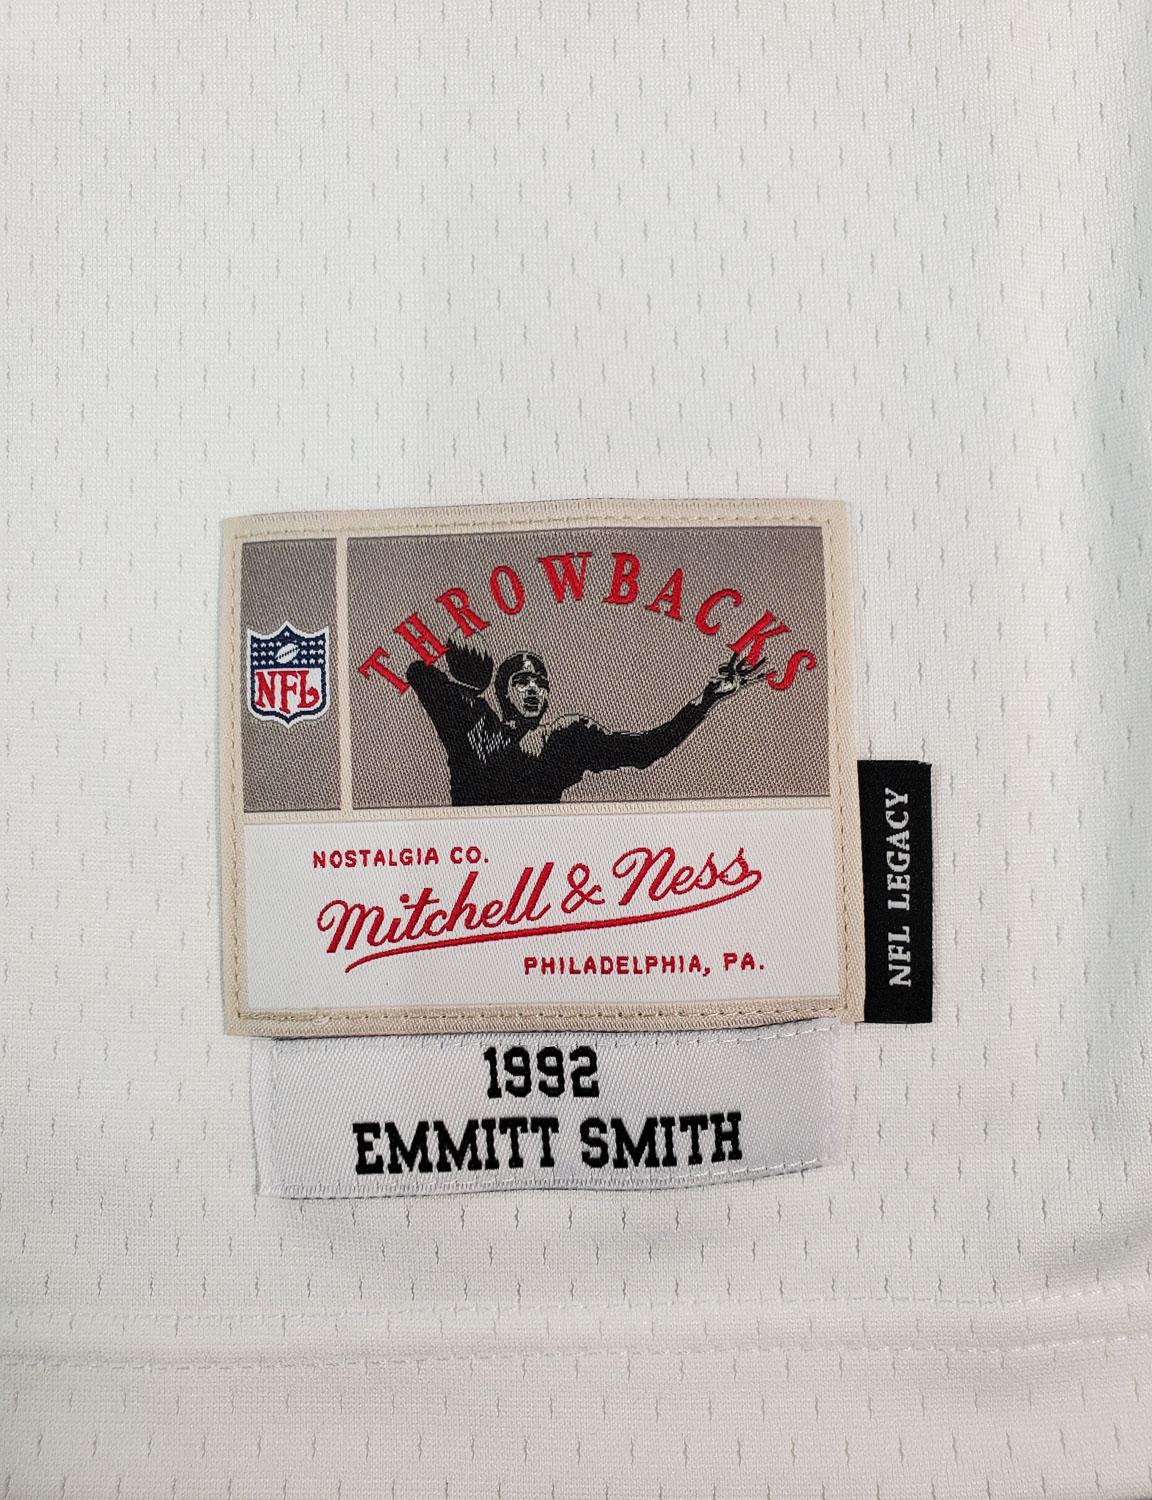 THROWBACKS
NFL
NOSTALGIA CO.
Mitchell & Ness
PHILADELPHIA, PA.
NFL LEGACY
1992
EMMITT SMITH